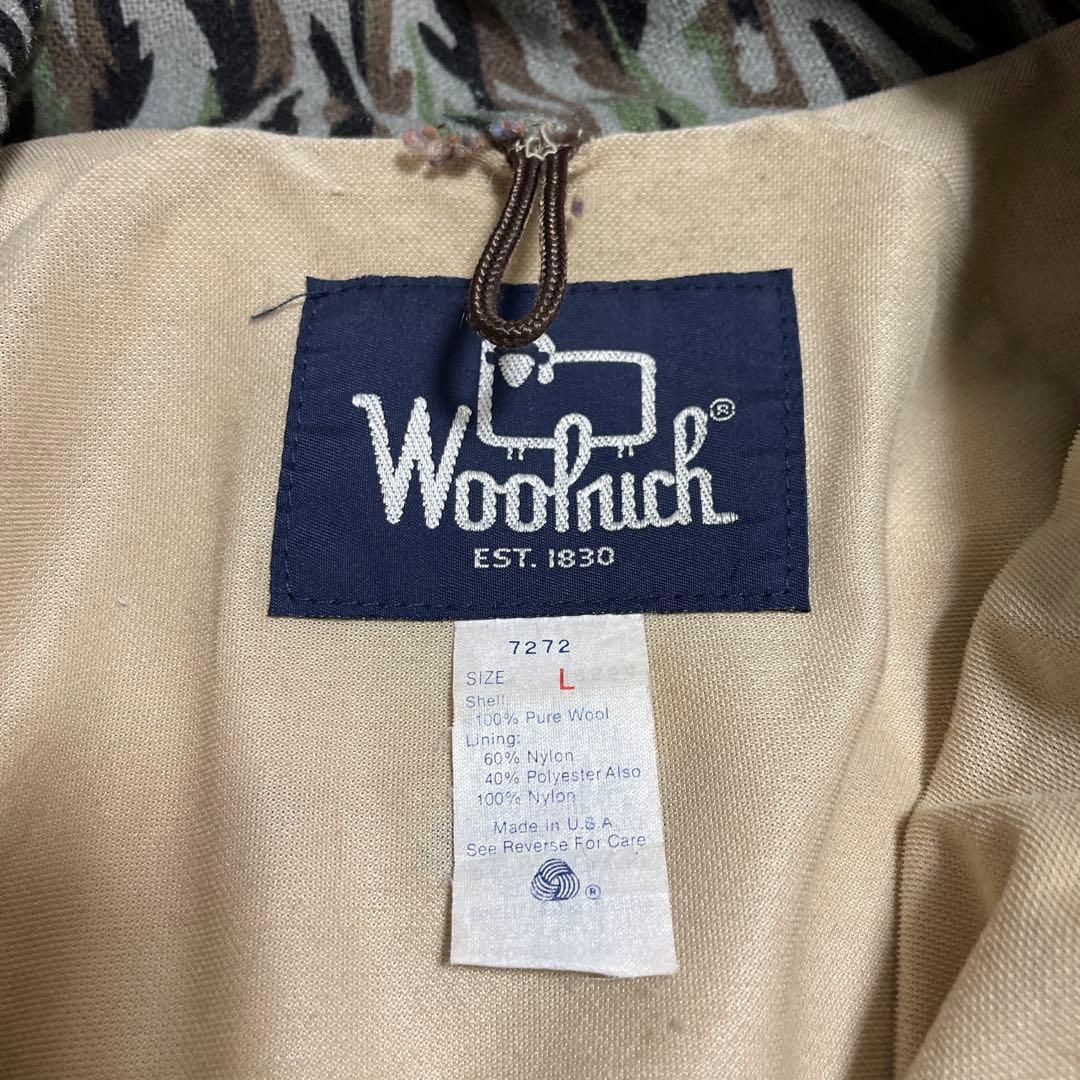 Woolrich®
EST. 1830
7272
SIZE L
Shell:
100% Pure Wool
Lining:
60% Nylon
40% Polyester Also
100% Nylon
Made in U.S.A.
See Reverse For Care
®